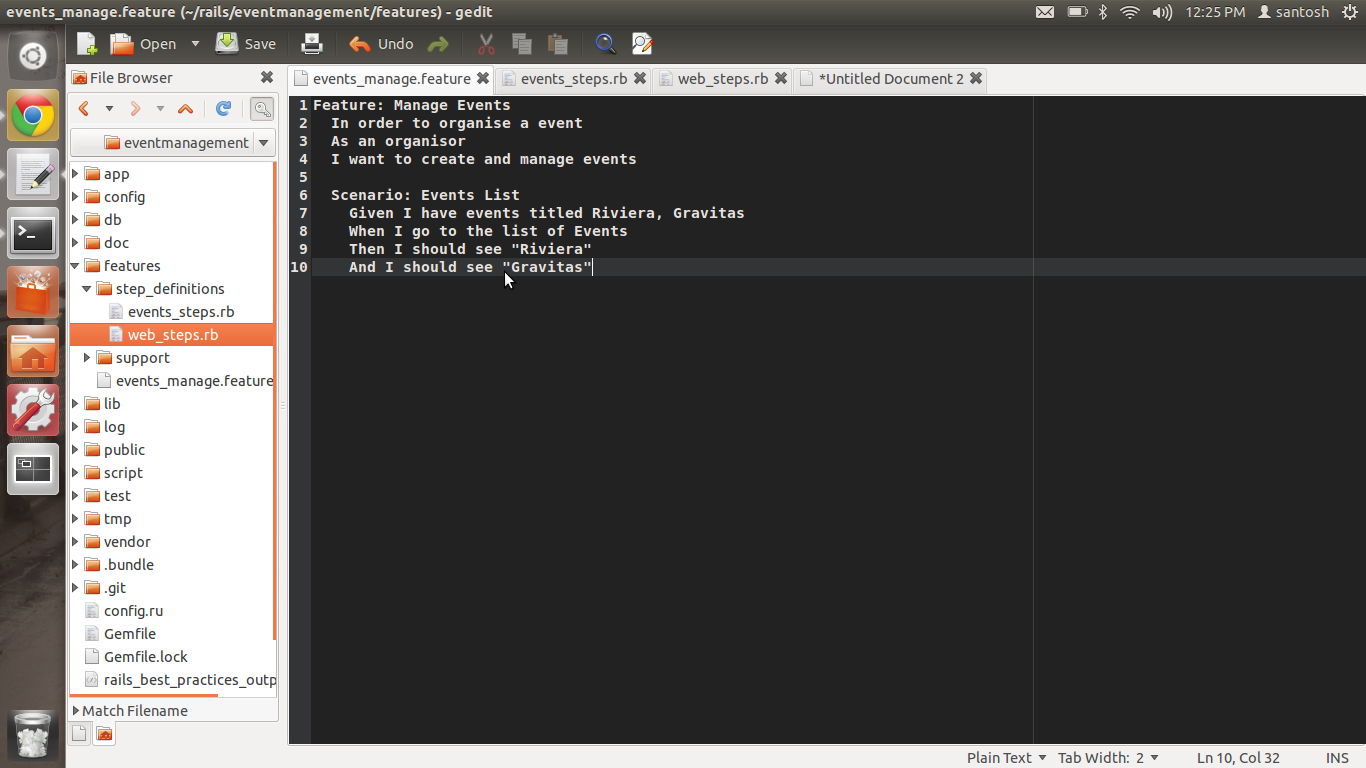 events_manage.feature (~/rails/eventmanagement/features) - gedit
12:25 PM santosh
Open Save Undo
File Browser
events_manage.feature events_steps.rb web_steps.rb *Untitled Document 2
eventmanagement
app
config
db
doc
features
step_definitions
events_steps.rb
web_steps.rb
support
events_manage.feature
lib
log
public
script
test
tmp
vendor
.bundle
.git
config.ru
Gemfile
Gemfile.lock
rails_best_practices_outp
Match Filename
1 Feature: Manage Events
2 In order to organise a event
3 As an organisor
4 I want to create and manage events
5
6 Scenario: Events List
7 Given I have events titled Riviera, Gravitas
8 When I go to the list of Events
9 Then I should see "Riviera"
10 And I should see "Gravitas"
Plain Text Tab Width: 2 Ln 10, Col 32 INS